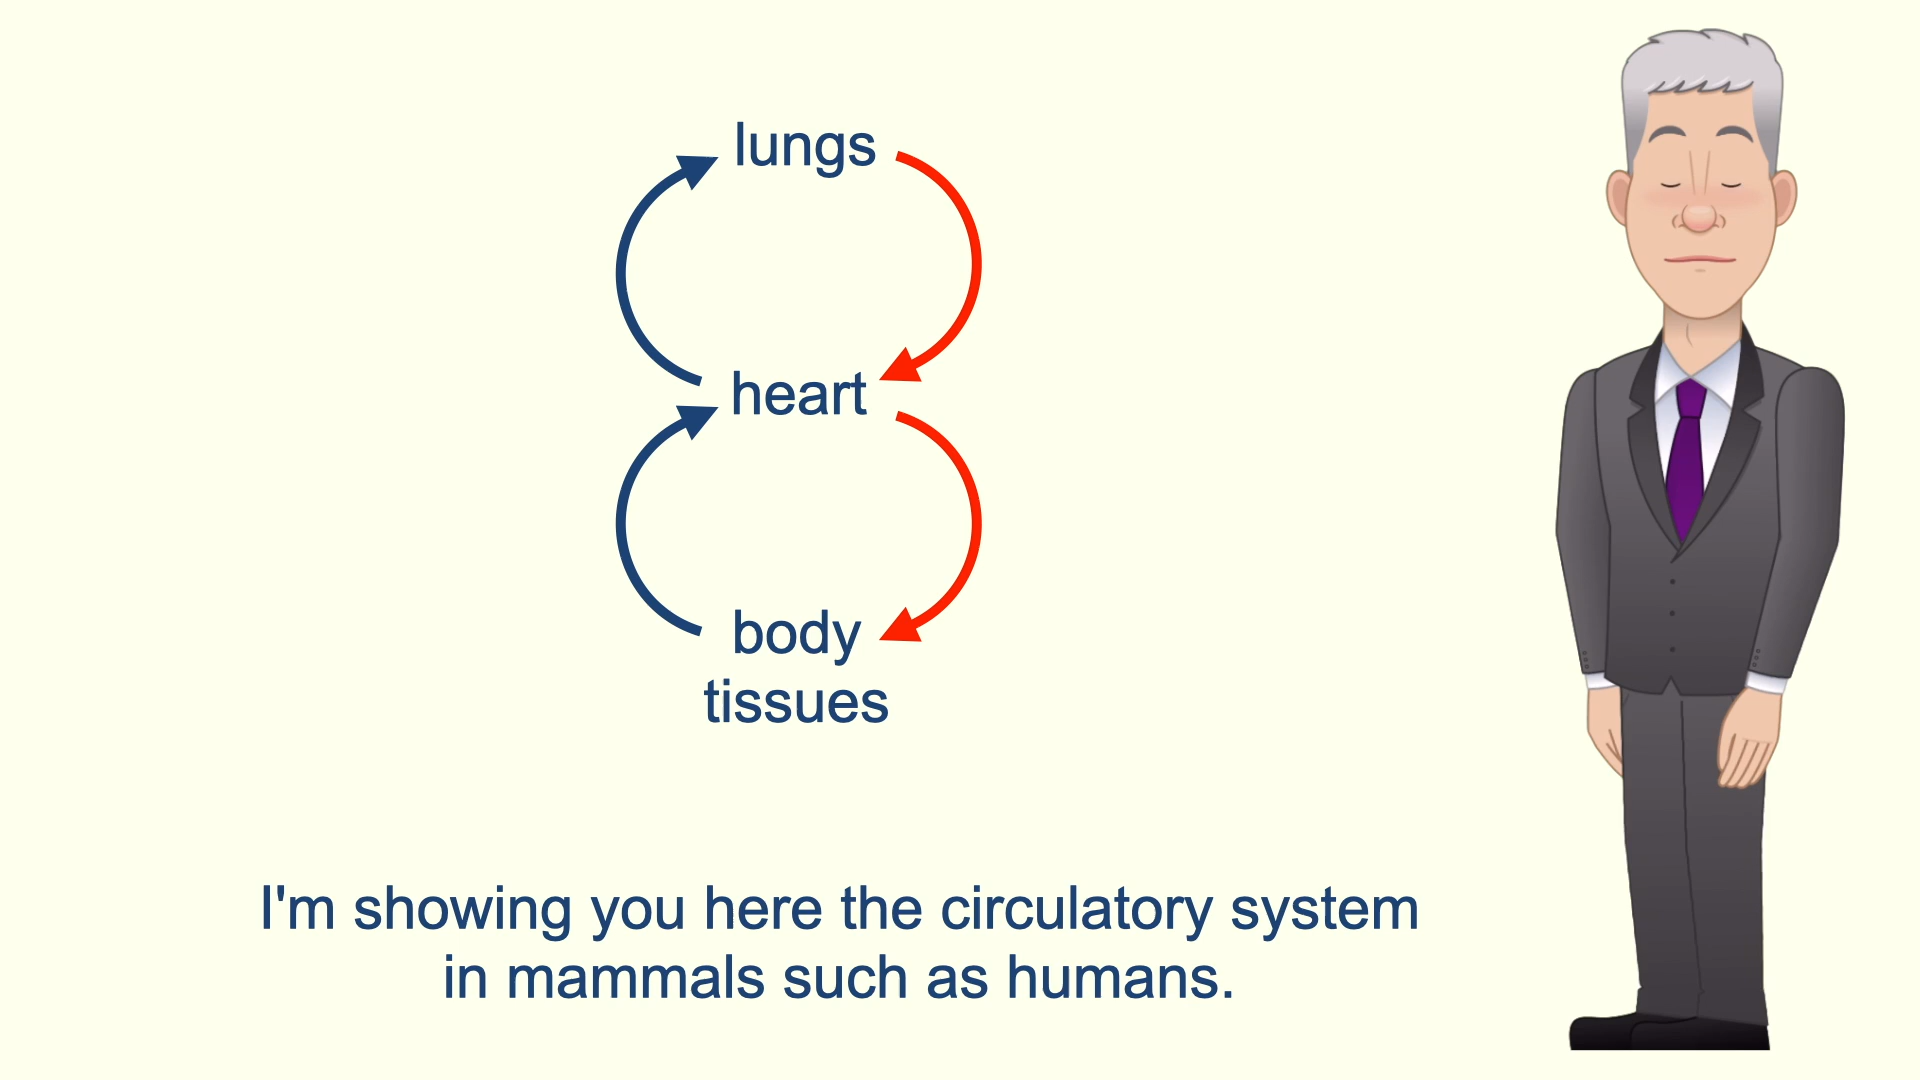 lungs
heart
body
tissues
I'm showing you here the circulatory system
in mammals such as humans.